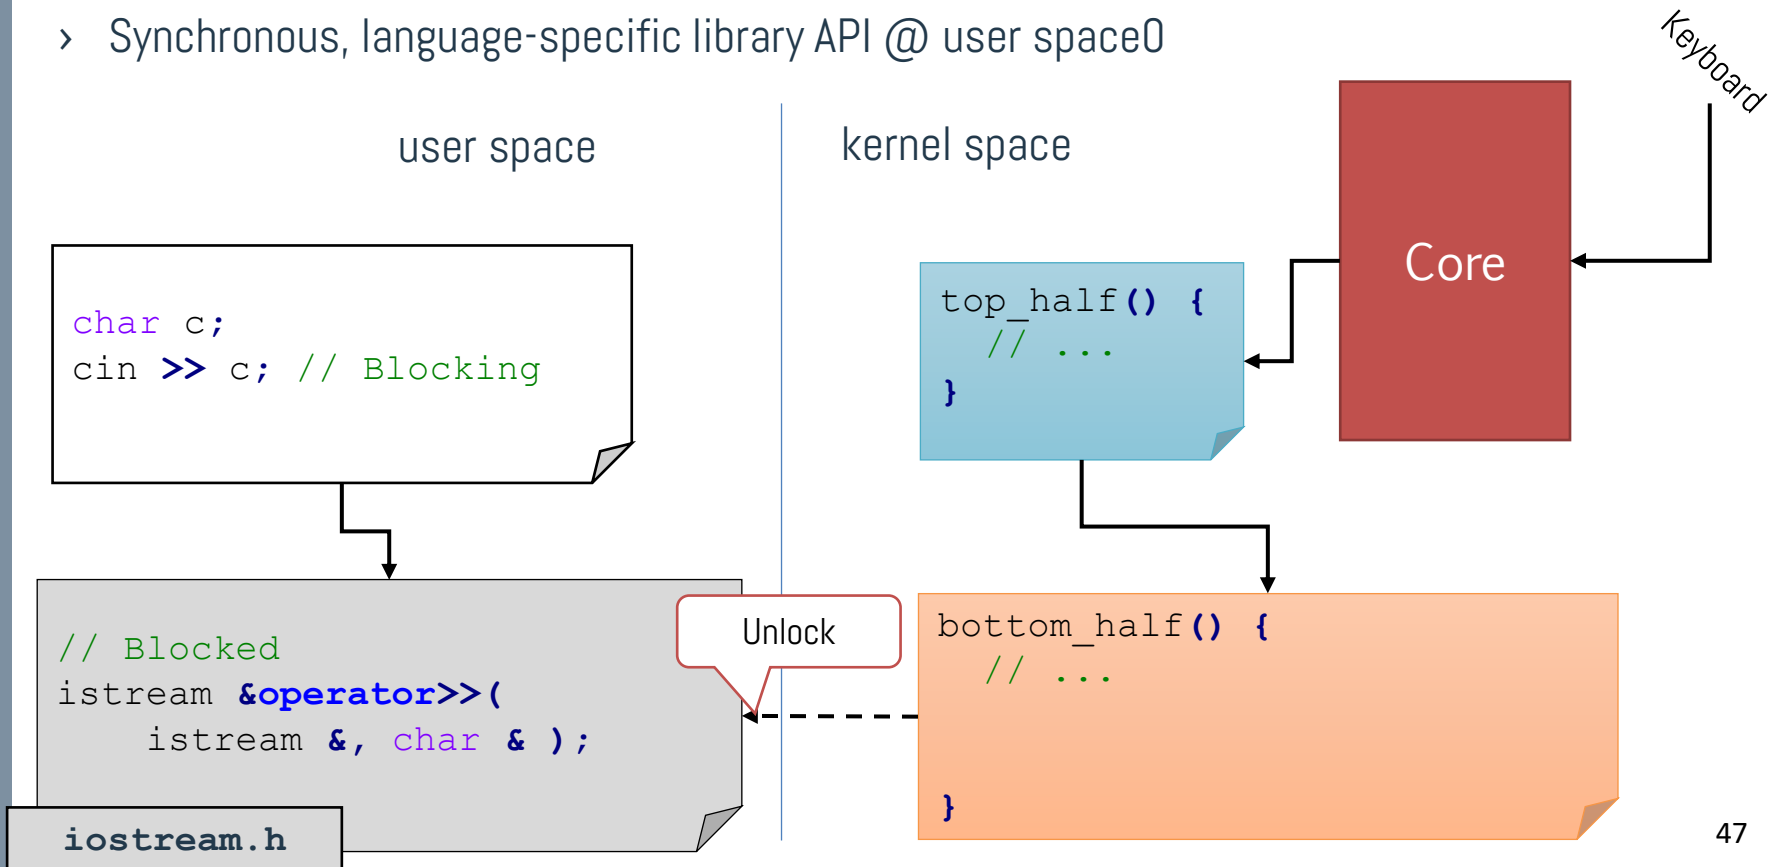 › Synchronous, language-specific library API @ user space0
Keyboard
user space
kernel space
Core
char c;
cin >> c; // Blocking
top_half() {
// ...
}
// Blocked
istream &operator>>(
istream &, char & );
Unlock
bottom_half() {
// ...
}
iostream.h
47